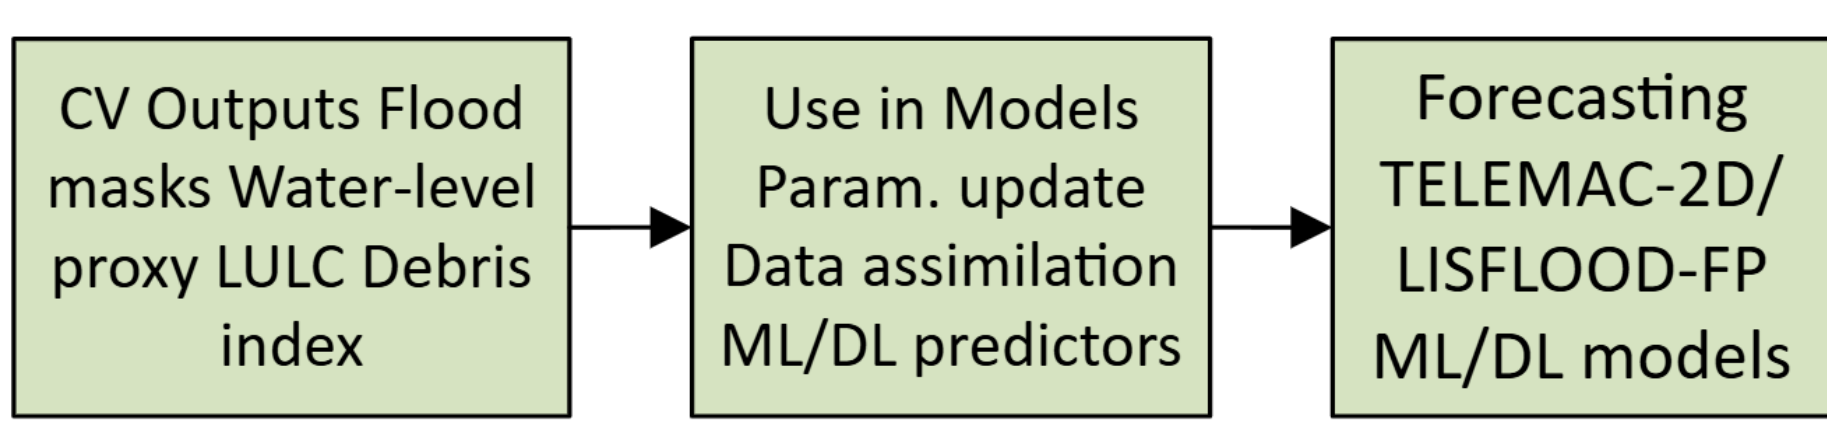 CV Outputs Flood
masks Water-level
proxy LULC Debris
index
Use in Models
Param. update
Data assimilation
ML/DL predictors
Forecasting
TELEMAC-2D/
LISFLOOD-FP
ML/DL models